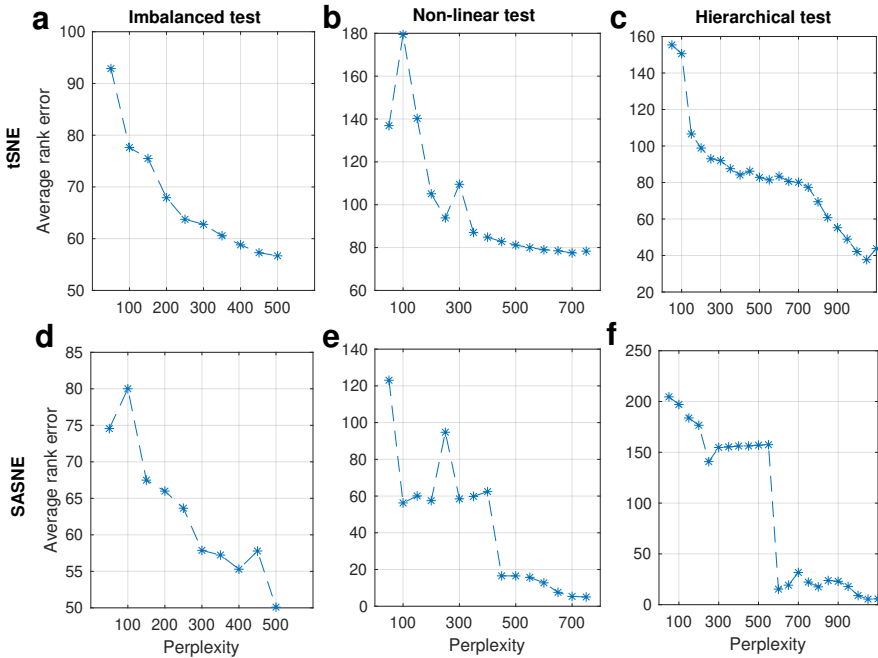 a Imbalanced test b Non-linear test c Hierarchical test
tSNE
Average rank error
100
90
80
70
60
50
100 200 300 400 500
180
160
140
120
100
80
60
100 300 500 700
160
140
120
100
80
60
40
20
100 300 500 700 900
d e f
SASNE
Average rank error
85
80
75
70
65
60
55
50
100 200 300 400 500
Perplexity
140
120
100
80
60
40
20
0
100 300 500 700
Perplexity
250
200
150
100
50
0
100 300 500 700 900
Perplexity